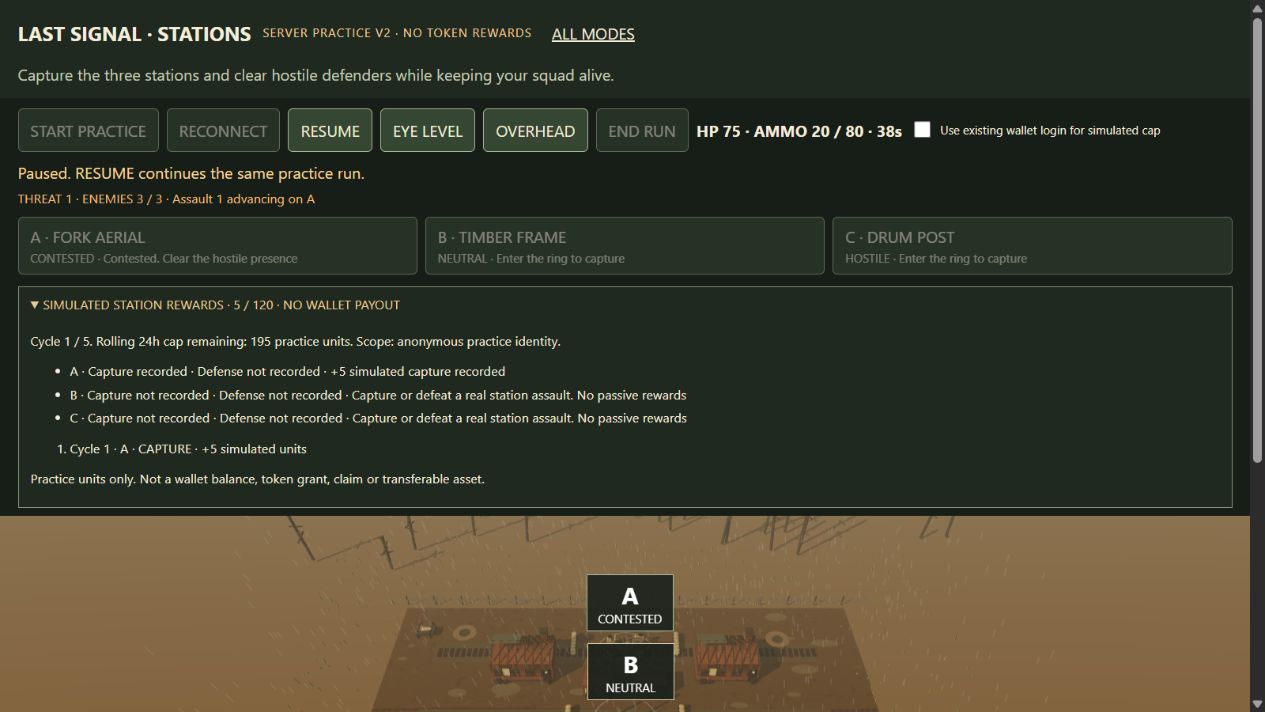 LAST SIGNAL · STATIONS SERVER PRACTICE V2 · NO TOKEN REWARDS ALL MODES
Capture the three stations and clear hostile defenders while keeping your squad alive.
START PRACTICE RECONNECT RESUME EYE LEVEL OVERHEAD END RUN HP 75 · AMMO 20 / 80 · 38s Use existing wallet login for simulated cap
Paused. RESUME continues the same practice run.
THREAT 1 · ENEMIES 3 / 3 · Assault 1 advancing on A
A · FORK AERIAL
CONTESTED · Contested. Clear the hostile presence
B · TIMBER FRAME
NEUTRAL · Enter the ring to capture
C · DRUM POST
HOSTILE · Enter the ring to capture
▼ SIMULATED STATION REWARDS · 5 / 120 · NO WALLET PAYOUT
Cycle 1 / 5. Rolling 24h cap remaining: 195 practice units. Scope: anonymous practice identity.
• A · Capture recorded · Defense not recorded · +5 simulated capture recorded
• B · Capture not recorded · Defense not recorded · Capture or defeat a real station assault. No passive rewards
• C · Capture not recorded · Defense not recorded · Capture or defeat a real station assault. No passive rewards
1. Cycle 1 · A · CAPTURE · +5 simulated units
Practice units only. Not a wallet balance, token grant, claim or transferable asset.
A
CONTESTED
B
NEUTRAL